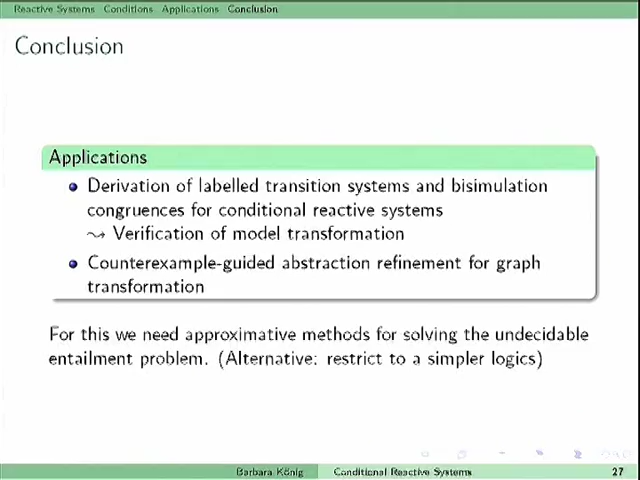 Reactive Systems Conditions Applications Conclusion
Conclusion
Applications
Derivation of labelled transition systems and bisimulation
congruences for conditional reactive systems
⇝ Verification of model transformation
Counterexample-guided abstraction refinement for graph
transformation
For this we need approximative methods for solving the undecidable
entailment problem. (Alternative: restrict to a simpler logics)
Barbara König Conditional Reactive Systems 27